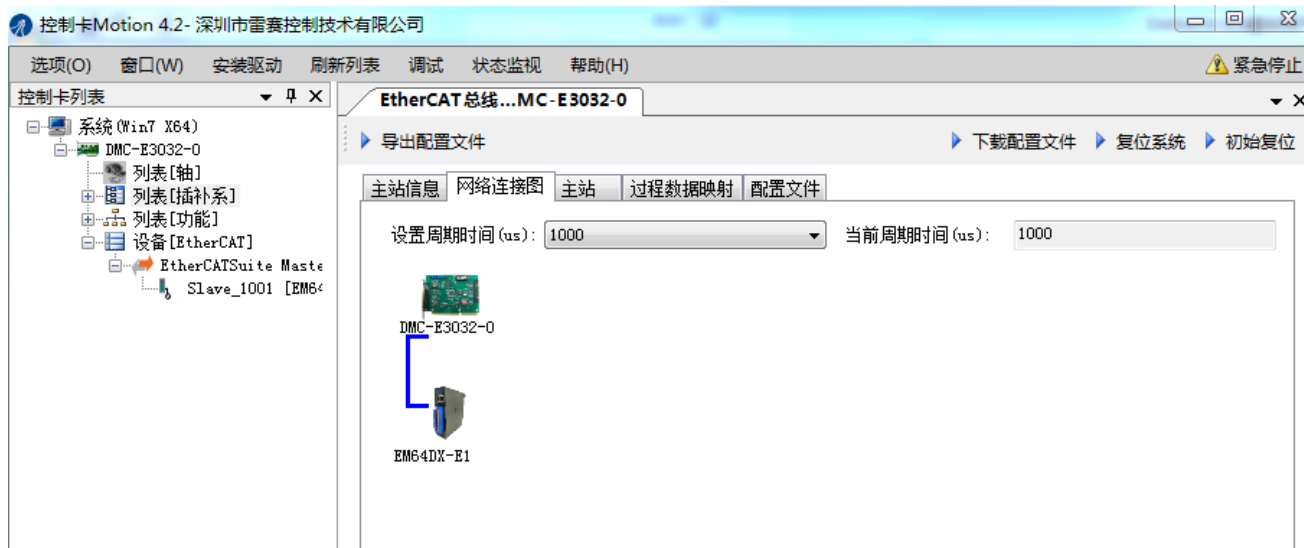 控制卡Motion 4.2- 深圳市雷赛控制技术有限公司
选项(O) 窗口(W) 安装驱动 刷新列表 调试 状态监视 帮助(H) 紧急停止
控制卡列表
系统(Win7 X64)
DMC-E3032-0
列表[轴]
列表[插补系]
列表[功能]
设备[EtherCAT]
EtherCATSuite Maste
Slave_1001 [EM64
EtherCAT总线...MC-E3032-0
导出配置文件 下载配置文件 复位系统 初始复位
主站信息 网络连接图 主站 过程数据映射 配置文件
设置周期时间(us): 1000 当前周期时间(us): 1000
DMC-E3032-0
EM64DX-E1